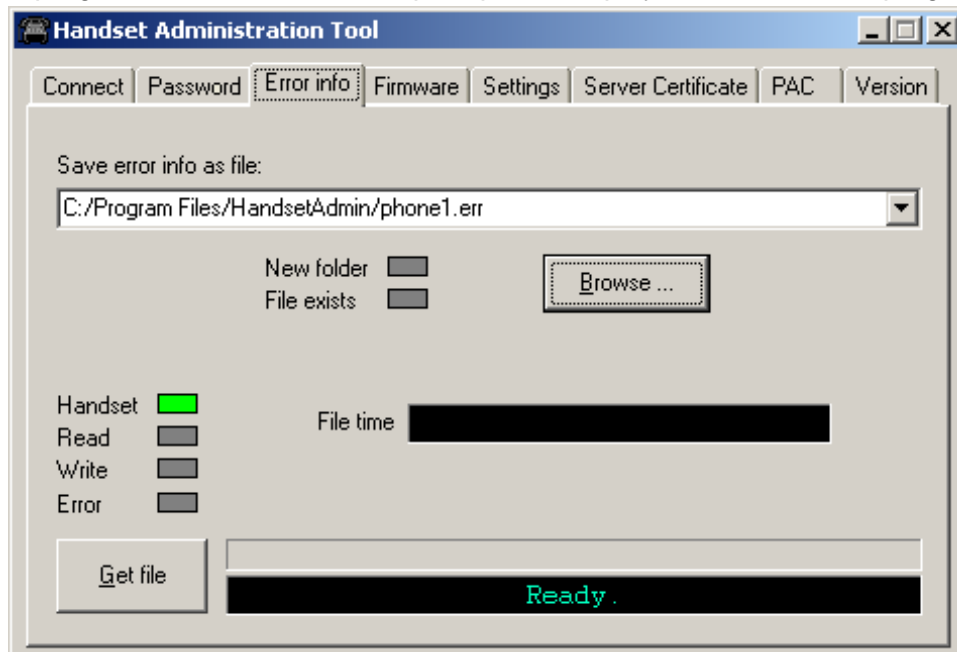 Handset Administration Tool
Connect Password Error info Firmware Settings Server Certificate PAC Version
Save error info as file:
C:/Program Files/HandsetAdmin/phone1.err
New folder
File exists
Browse ...
Handset
Read
Write
Error
File time
Get file
Ready.